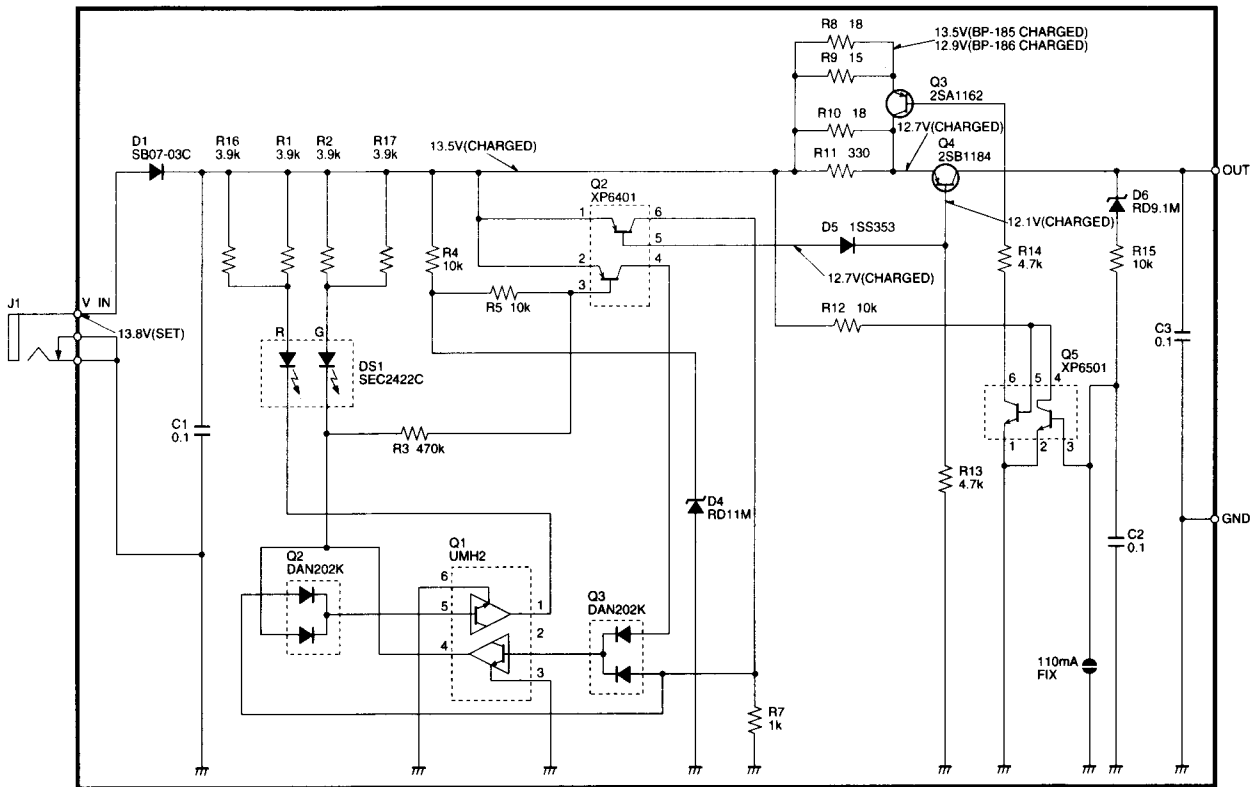 R8 18
13.5V(BP-185 CHARGED)
12.9V(BP-186 CHARGED)
R9 15
Q3
2SA1162
R10 18
12.7V(CHARGED)
D1
SB07-03C
R16
3.9k
R1
3.9k
R2
3.9k
R17
3.9k
13.5V(CHARGED)
R11 330
Q4
2SB1184
OUT
Q2
XP6401
1
6
5
2
4
3
D5 1SS353
12.1V(CHARGED)
D6
RD9.1M
R4
10k
12.7V(CHARGED)
R14
4.7k
R15
10k
R5 10k
J1
V IN
13.8V(SET)
R12 10k
C3
0.1
R
G
DS1
SEC2422C
Q5
XP6501
6
5
4
1
2
3
C1
0.1
R3 470k
R13
4.7k
D4
RD11M
GND
C2
0.1
Q2
DAN202K
Q1
UMH2
6
5
1
2
4
3
Q3
DAN202K
110mA
FIX
R7
1k